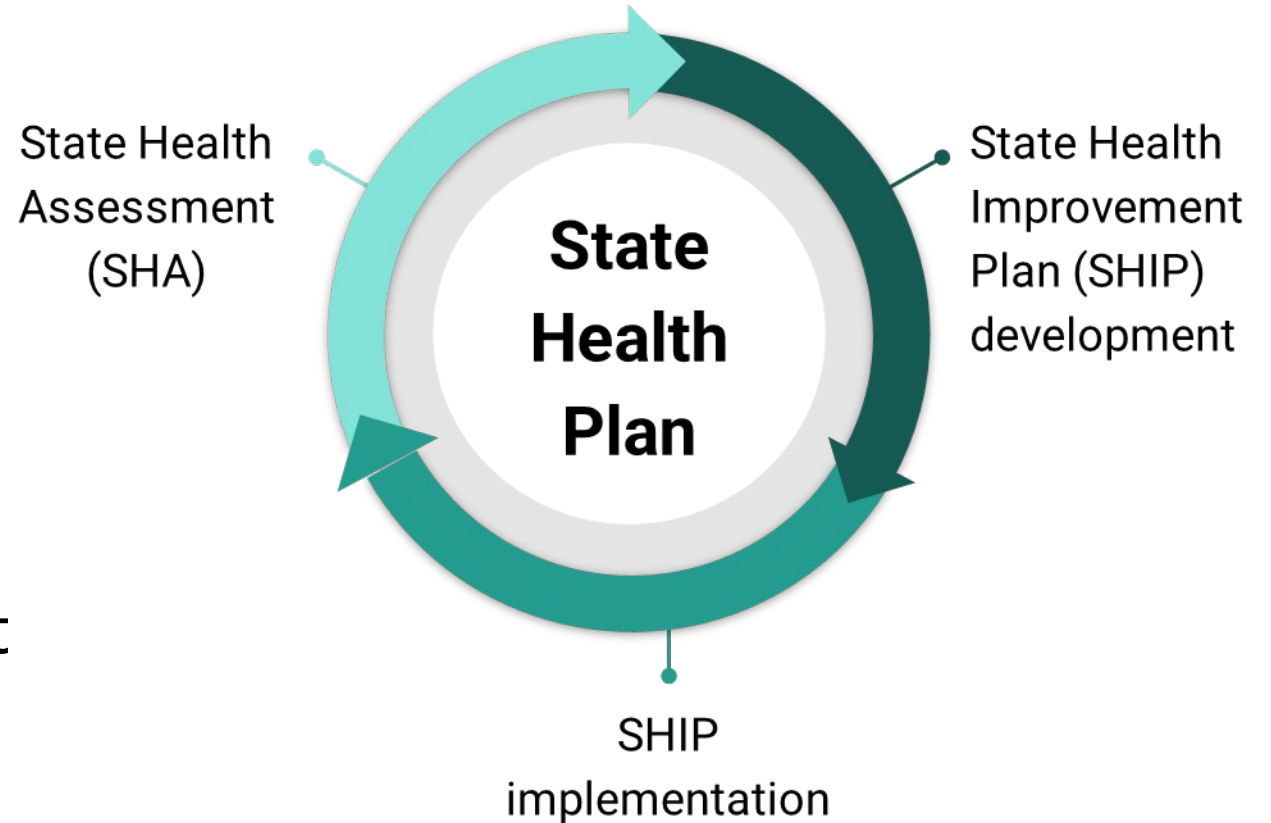 State Health
Assessment
(SHA)
State
Health
Plan
State Health
Improvement
Plan (SHIP)
development
SHIP
implementation